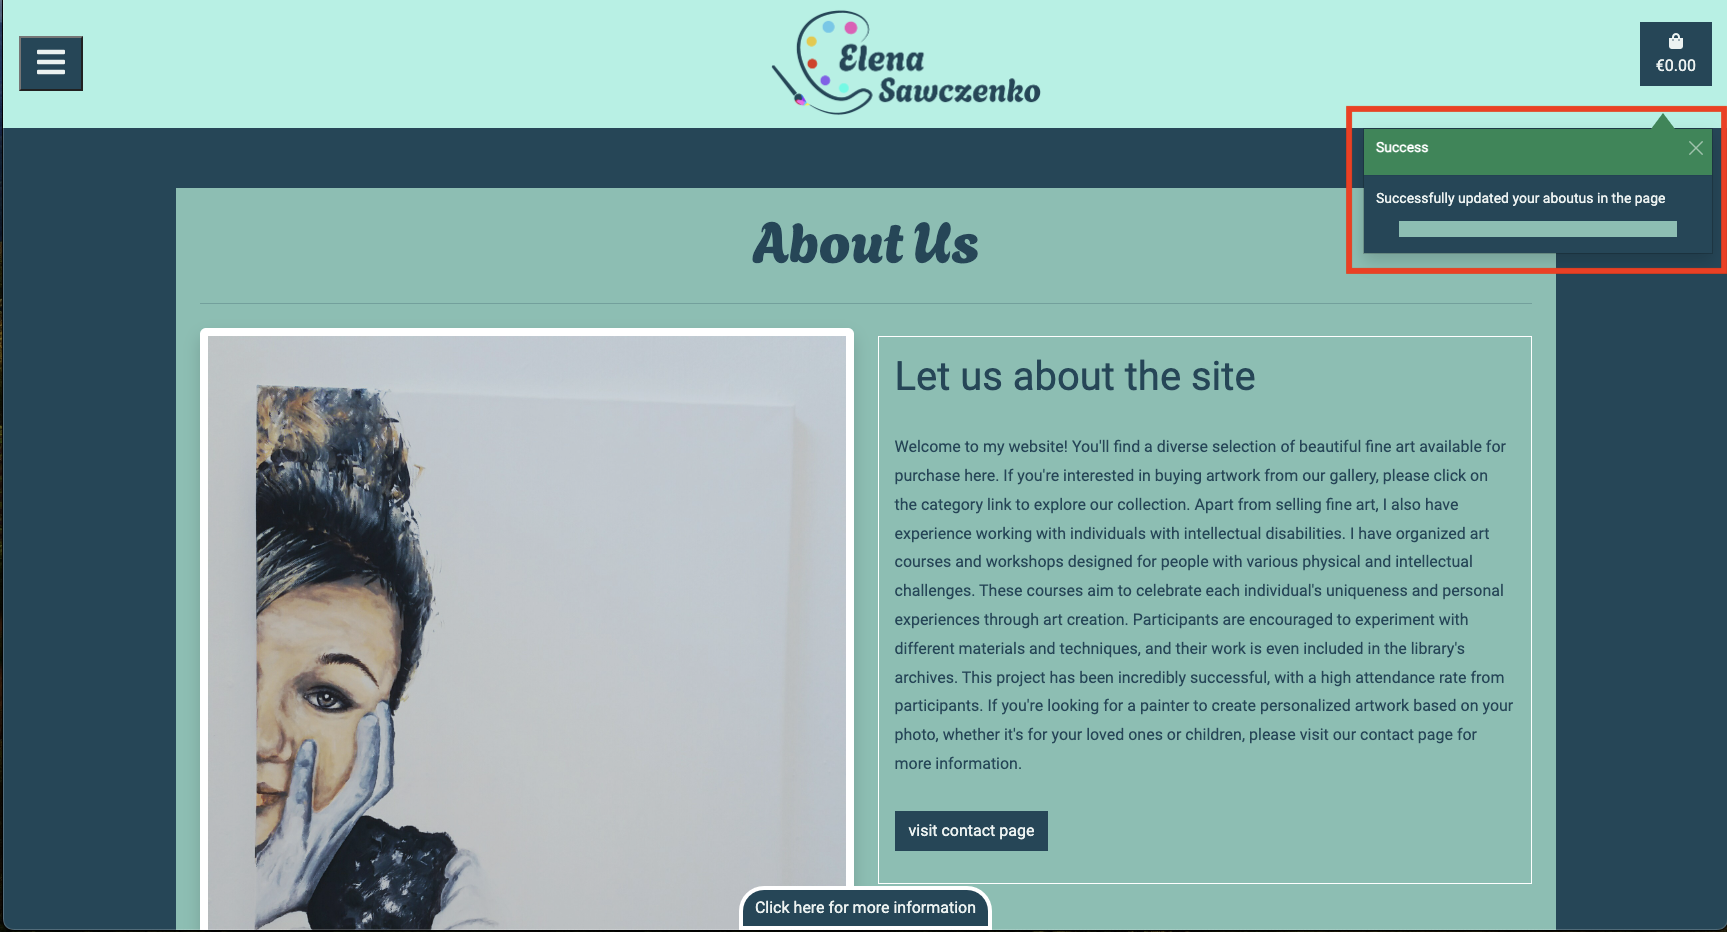 Elena
Sawczenko
€0.00
Success
Successfully updated your aboutus in the page
About Us
Let us about the site
Welcome to my website! You'll find a diverse selection of beautiful fine art available for
purchase here. If you're interested in buying artwork from our gallery, please click on
the category link to explore our collection. Apart from selling fine art, I also have
experience working with individuals with intellectual disabilities. I have organized art
courses and workshops designed for people with various physical and intellectual
challenges. These courses aim to celebrate each individual's uniqueness and personal
experiences through art creation. Participants are encouraged to experiment with
different materials and techniques, and their work is even included in the library's
archives. This project has been incredibly successful, with a high attendance rate from
participants. If you're looking for a painter to create personalized artwork based on your
photo, whether it's for your loved ones or children, please visit our contact page for
more information.
visit contact page
Click here for more information